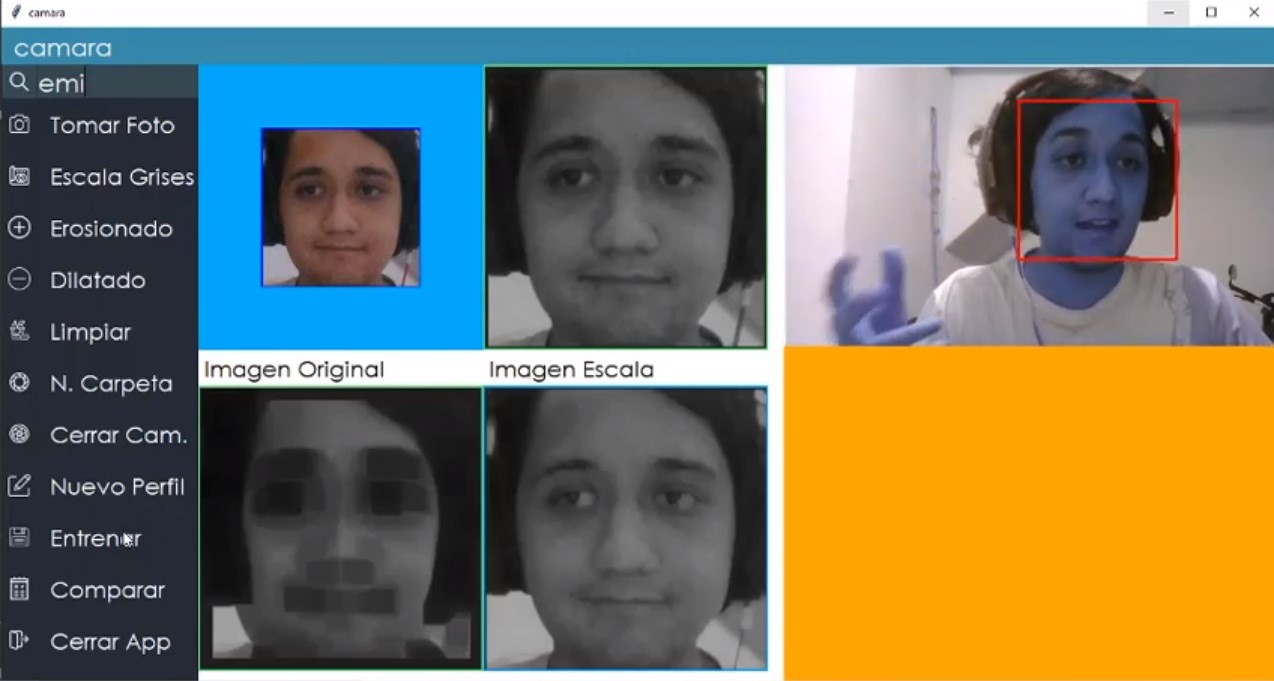 camara
camara
emi
Tomar Foto
Escala Grises
Erosionado
Dilatado
Limpiar
N. Carpeta
Cerrar Cam.
Nuevo Perfil
Entrener
Comparar
Cerrar App
Imagen Original
Imagen Escala